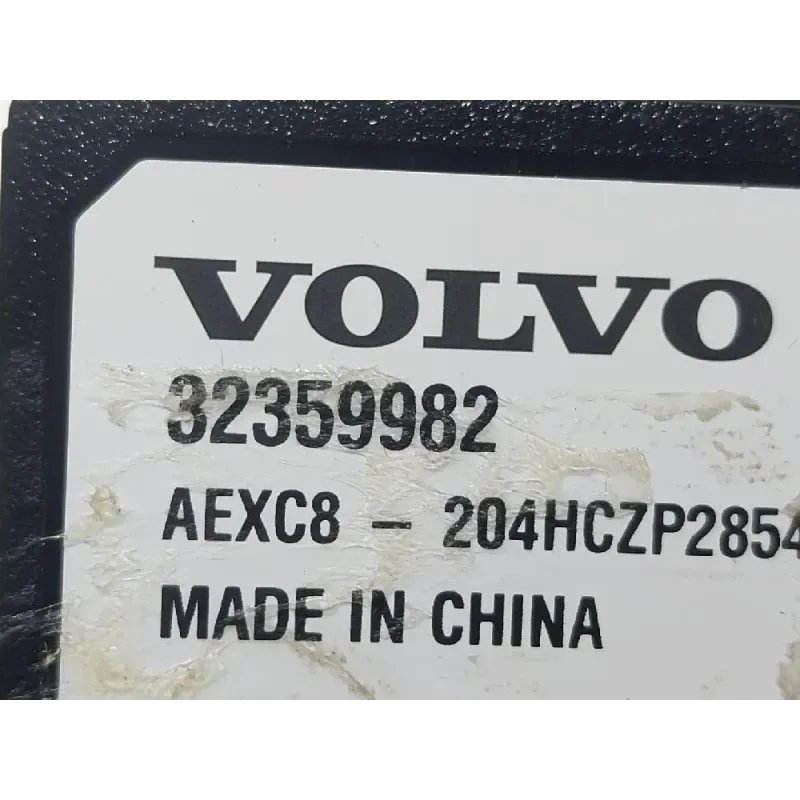 VOLVO
32359982
AEXC8 - 204HCZP2854
MADE IN CHINA